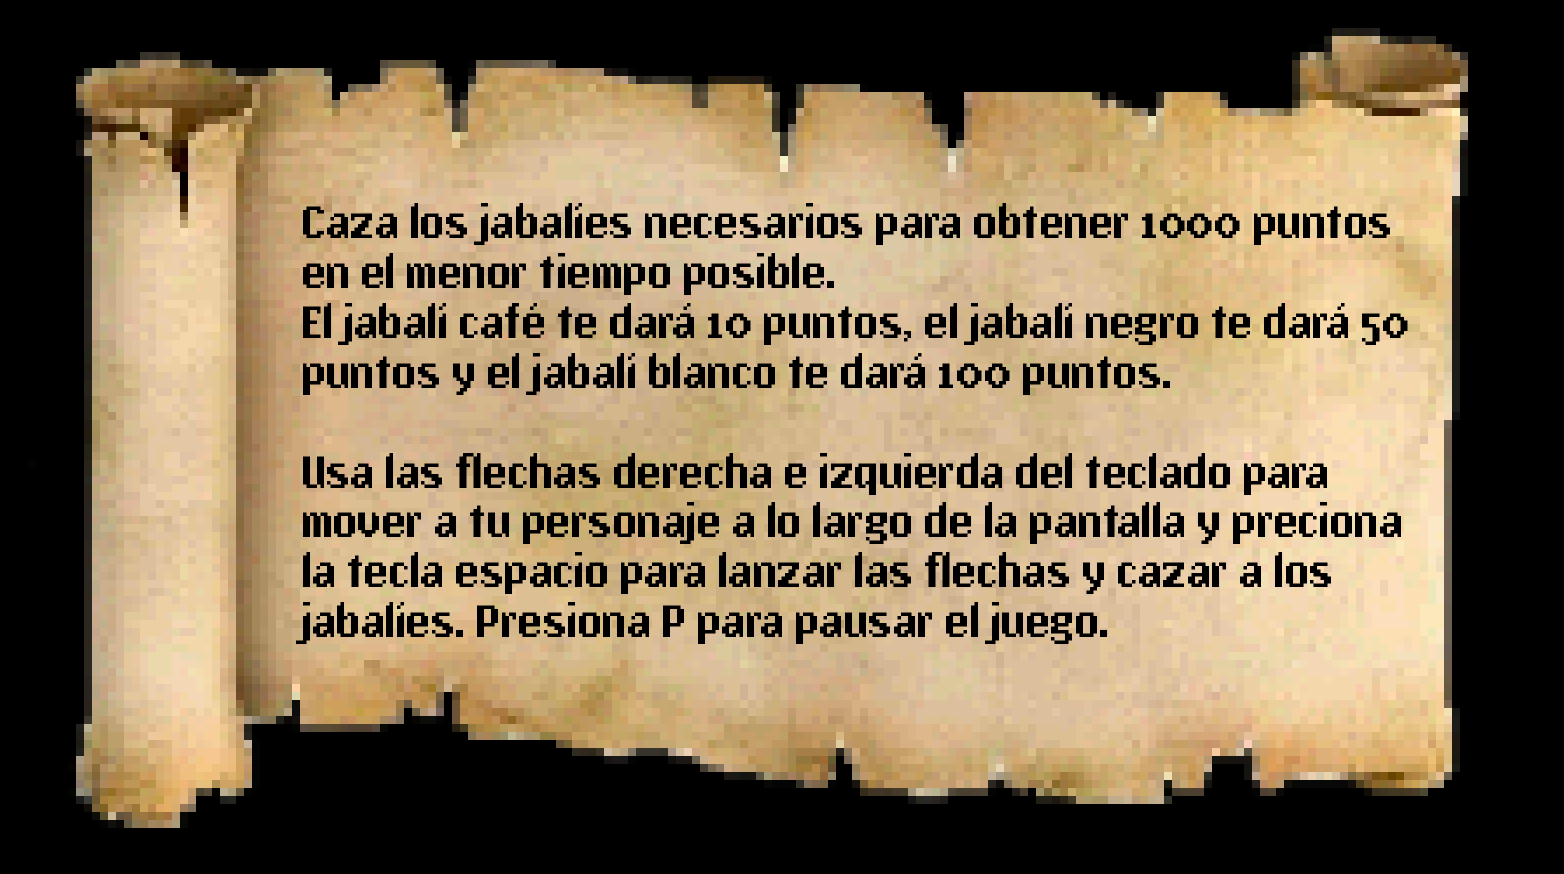 Caza los jabalíes necesarios para obtener 1000 puntos
en el menor tiempo posible.
El jabalí café te dará 10 puntos, el jabalí negro te dará 50
puntos y el jabalí blanco te dará 100 puntos.
Usa las flechas derecha e izquierda del teclado para
mover a tu personaje a lo largo de la pantalla y preciona
la tecla espacio para lanzar las flechas y cazar a los
jabalíes. Presiona P para pausar el juego.